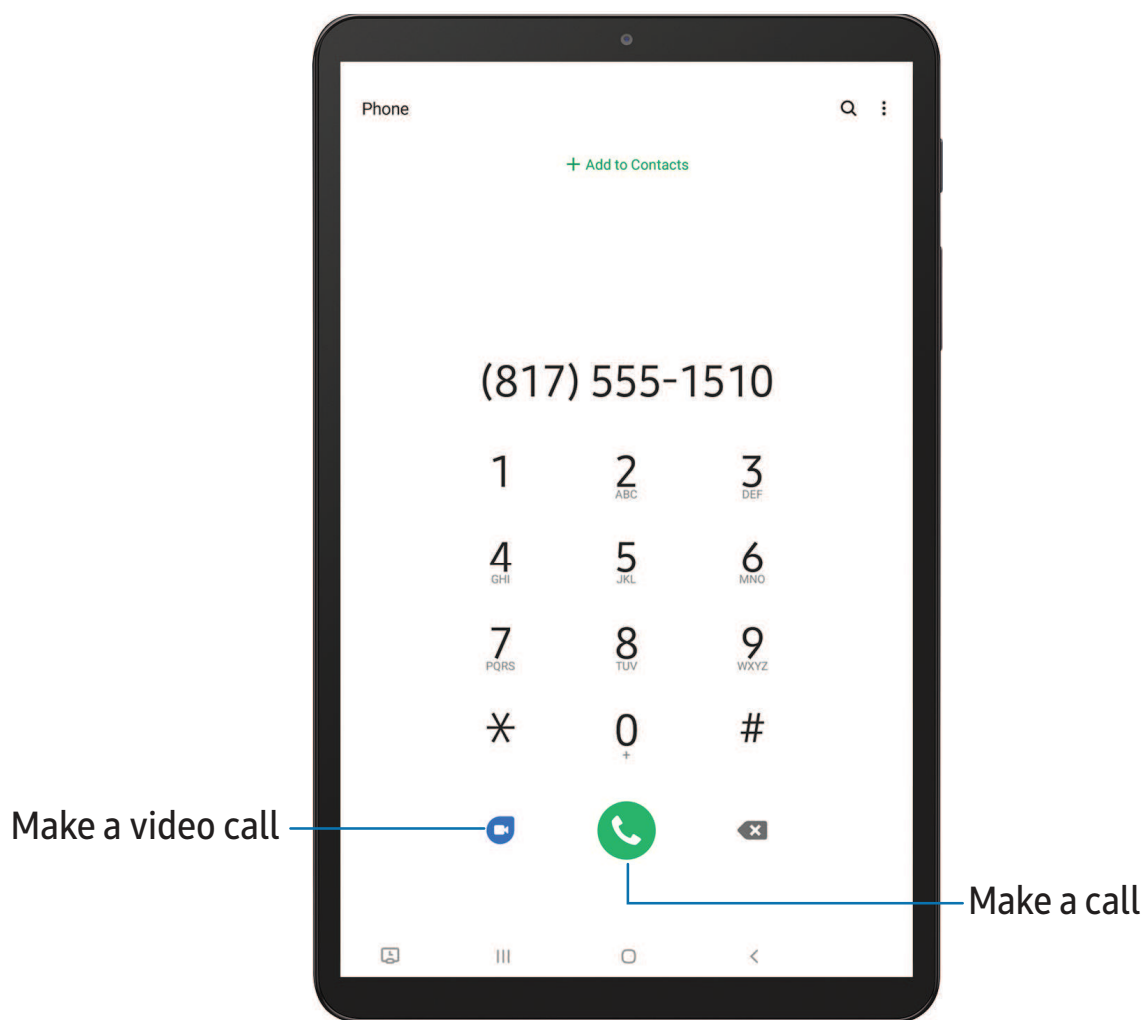 Phone
+ Add to Contacts
(817) 555-1510
1 2 3
ABC DEF
4 5 6
GHI JKL MNO
7 8 9
PQRS TUV WXYZ
* 0 #
+
Make a video call
Make a call